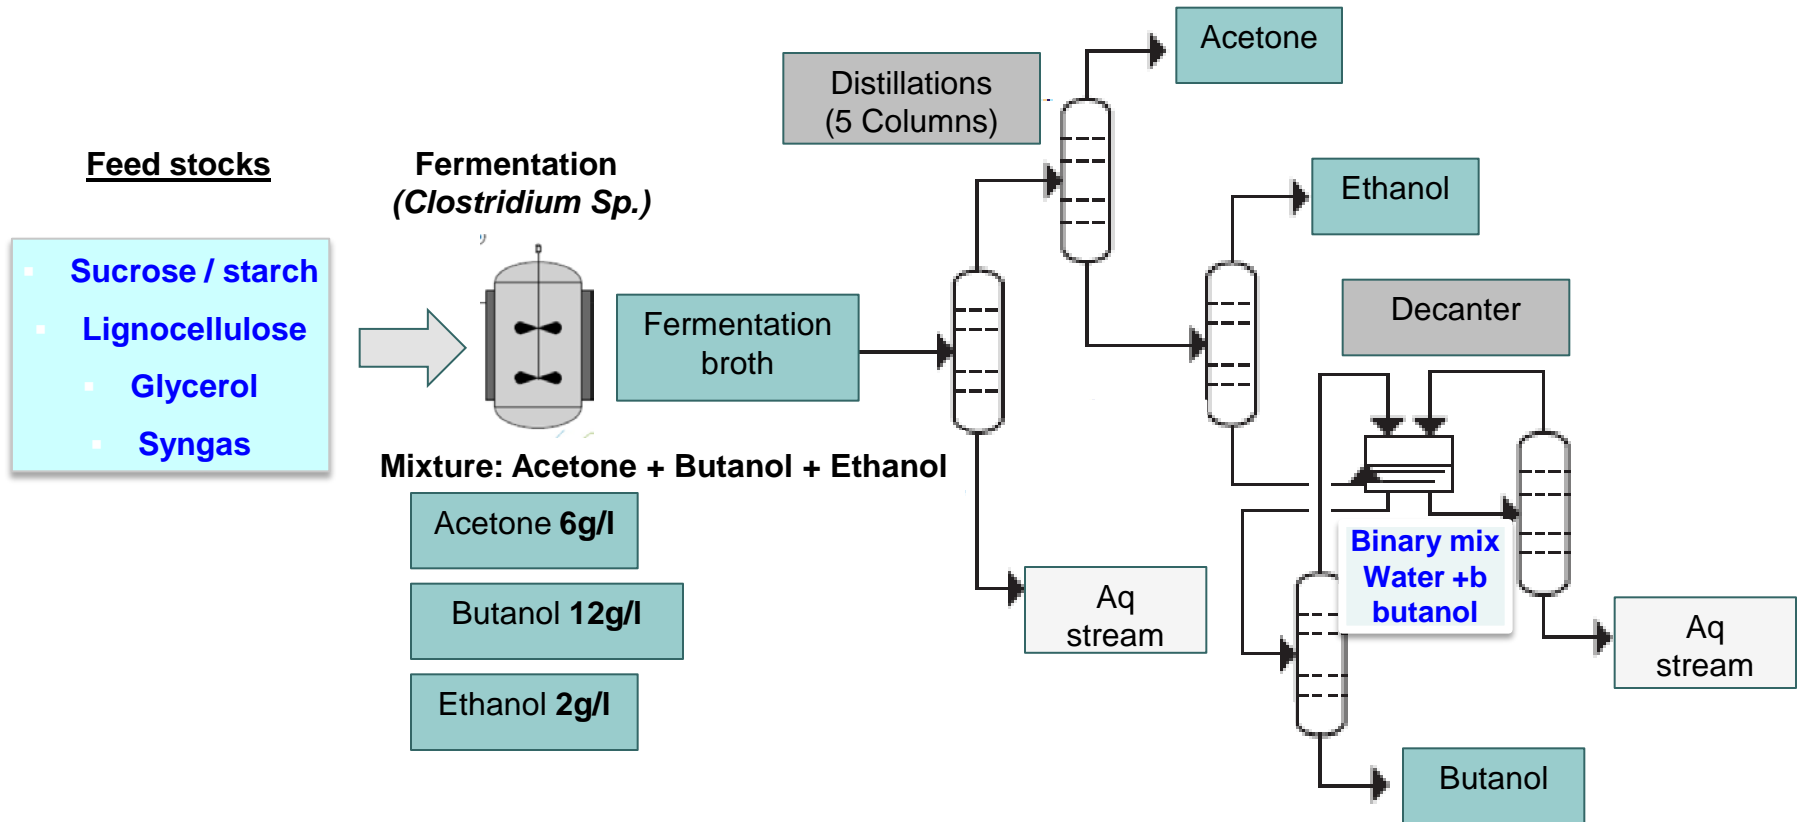 Feed stocks
Sucrose / starch
Lignocellulose
Glycerol
Syngas
Fermentation
(Clostridium Sp.)
Fermentation
broth
Mixture: Acetone + Butanol + Ethanol
Acetone 6g/l
Butanol 12g/l
Ethanol 2g/l
Distillations
(5 Columns)
Acetone
Ethanol
Decanter
Binary mix
Water +b
butanol
Aq
stream
Aq
stream
Butanol